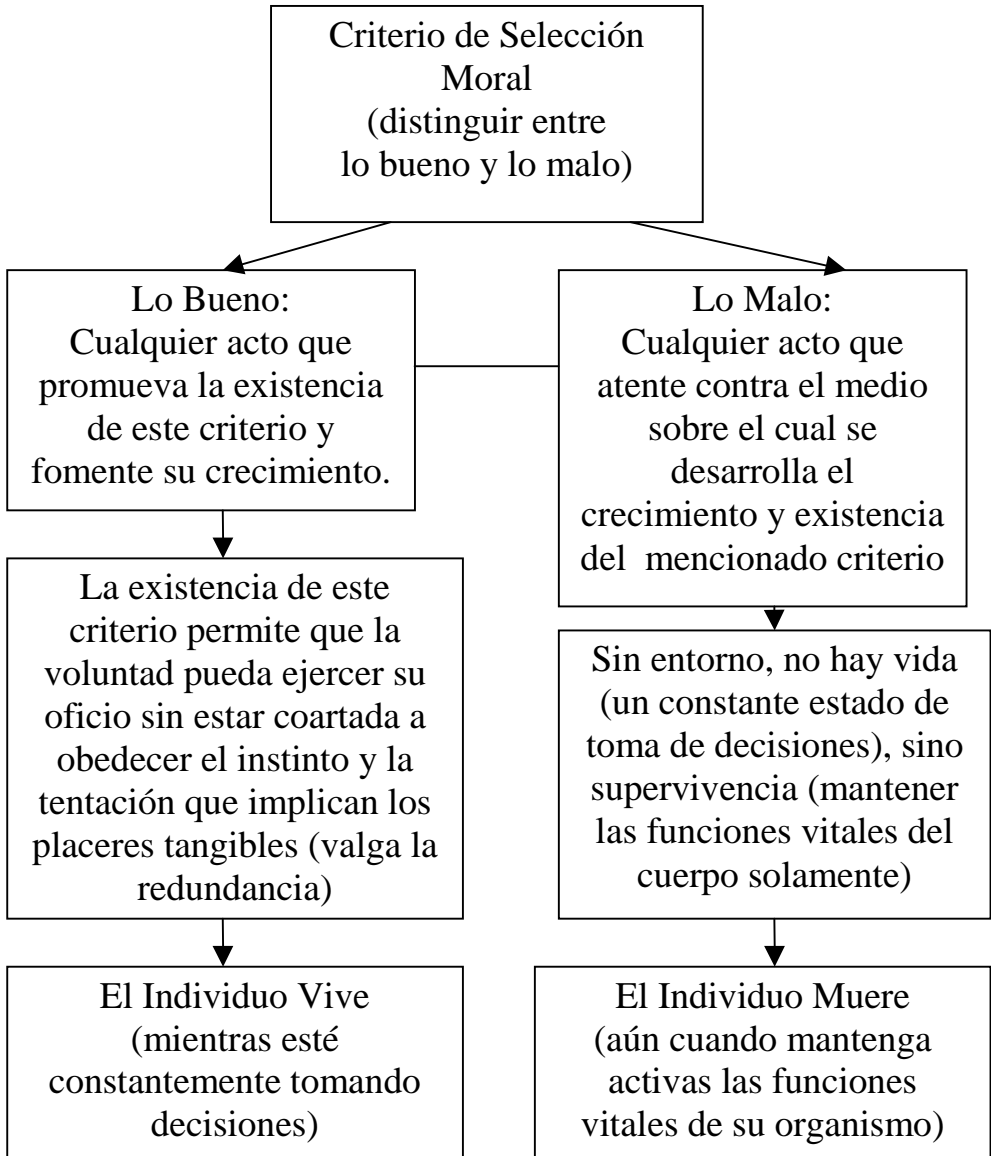 Criterio de Selección
Moral
(distinguir entre
lo bueno y lo malo)
Lo Bueno:
Cualquier acto que
promueva la existencia
de este criterio y
fomente su crecimiento.
Lo Malo:
Cualquier acto que
atente contra el medio
sobre el cual se
desarrolla el
crecimiento y existencia
del mencionado criterio
La existencia de este
criterio permite que la
voluntad pueda ejercer su
oficio sin estar coartada a
obedecer el instinto y la
tentación que implican los
placeres tangibles (valga la
redundancia)
Sin entorno, no hay vida
(un constante estado de
toma de decisiones), sino
supervivencia (mantener
las funciones vitales del
cuerpo solamente)
El Individuo Vive
(mientras esté
constantemente tomando
decisiones)
El Individuo Muere
(aún cuando mantenga
activas las funciones
vitales de su organismo)